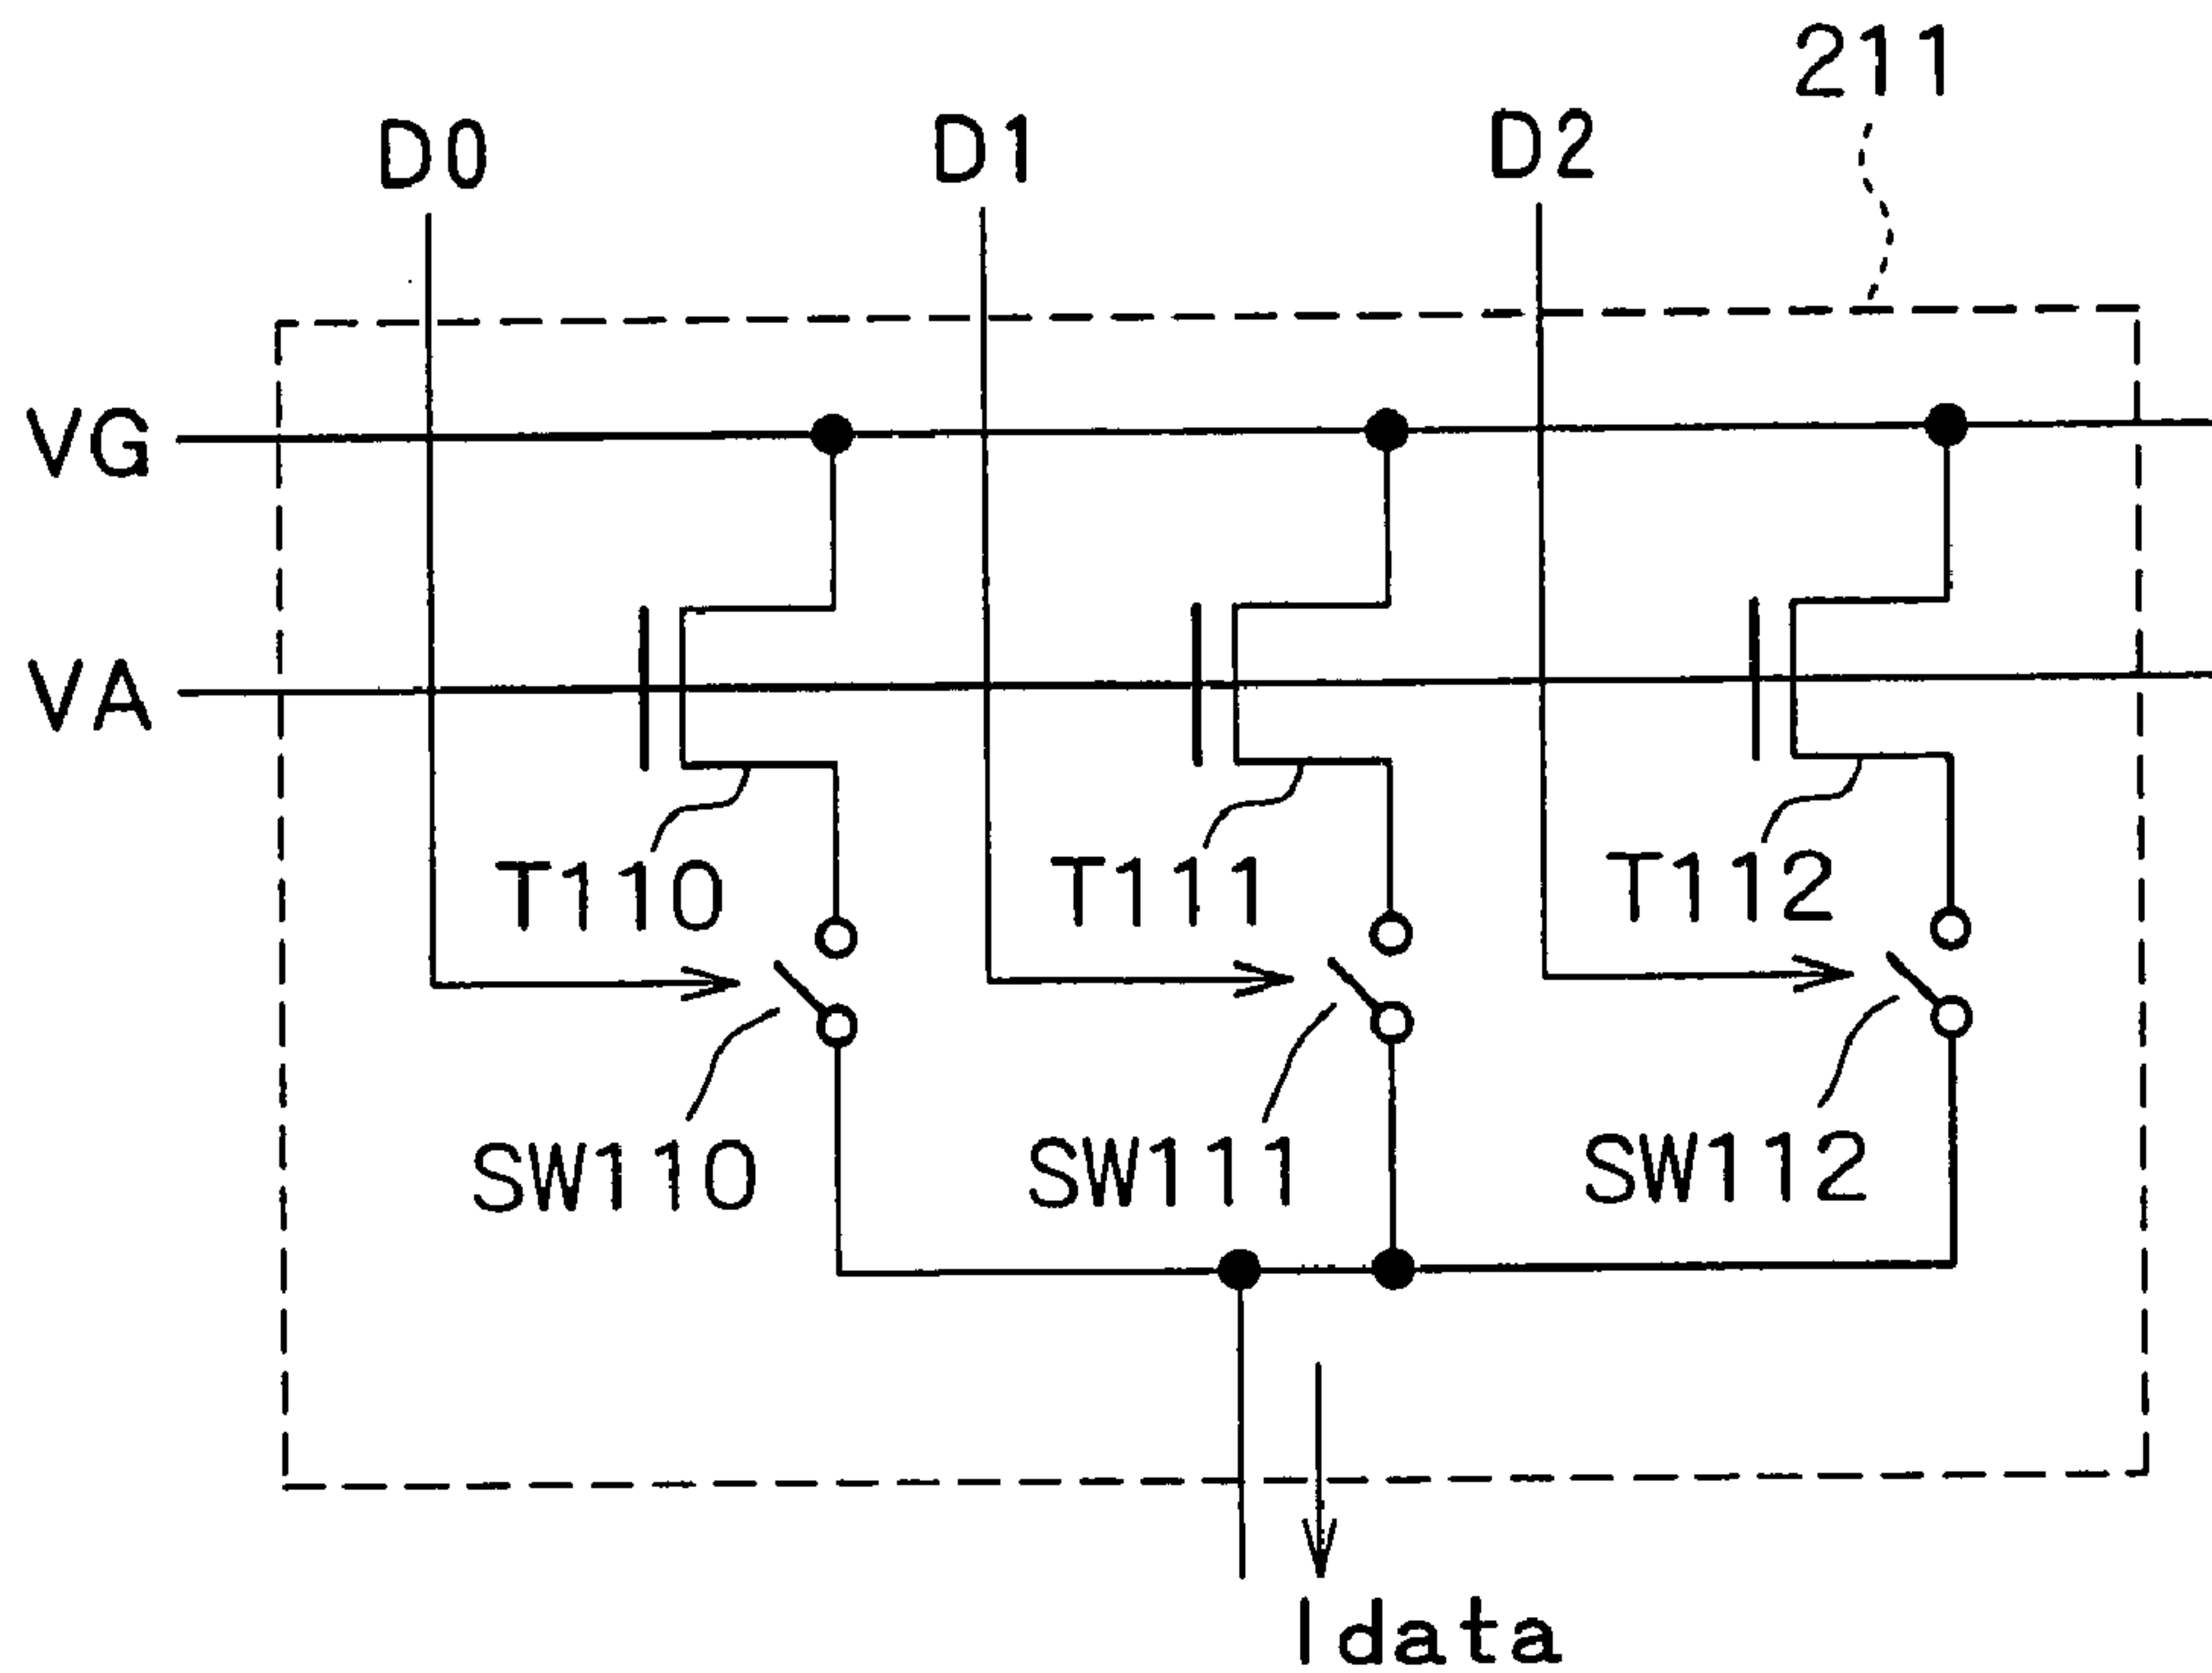 211
D0 D1 D2
VG
VA
T110 T111 T112
SW110 SW111 SW112
Idata